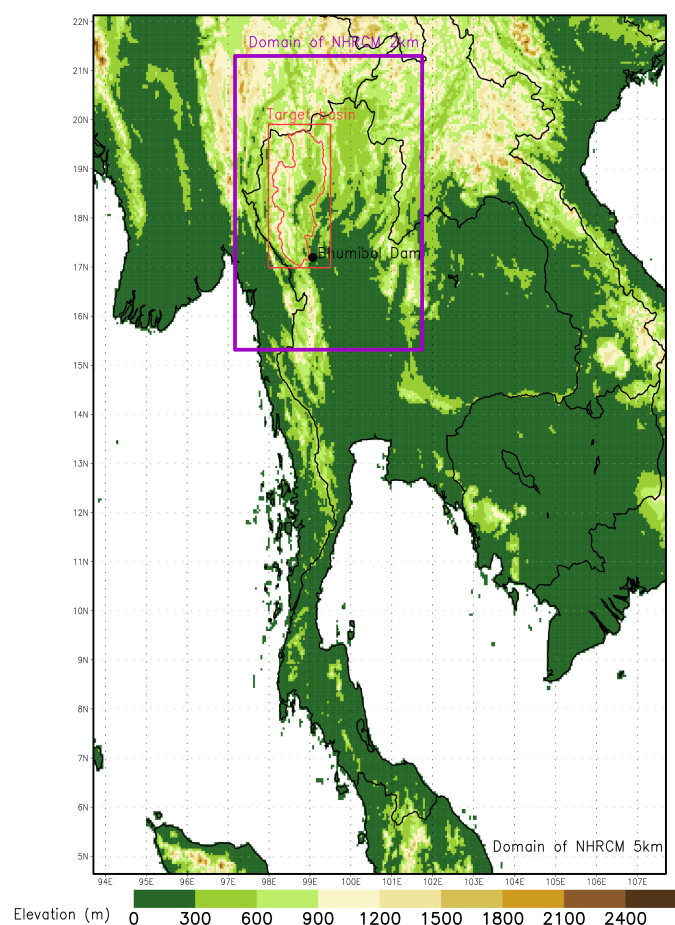 22N
Domain of NHRCM 2km
21N
20N
Target basin
19N
18N
Bhumibol Dam
17N
16N
15N
14N
13N
12N
11N
10N
9N
8N
7N
6N
Domain of NHRCM 5km
5N
94E 95E 96E 97E 98E 99E 100E 101E 102E 103E 104E 105E 106E 107E
Elevation (m) 0 300 600 900 1200 1500 1800 2100 2400